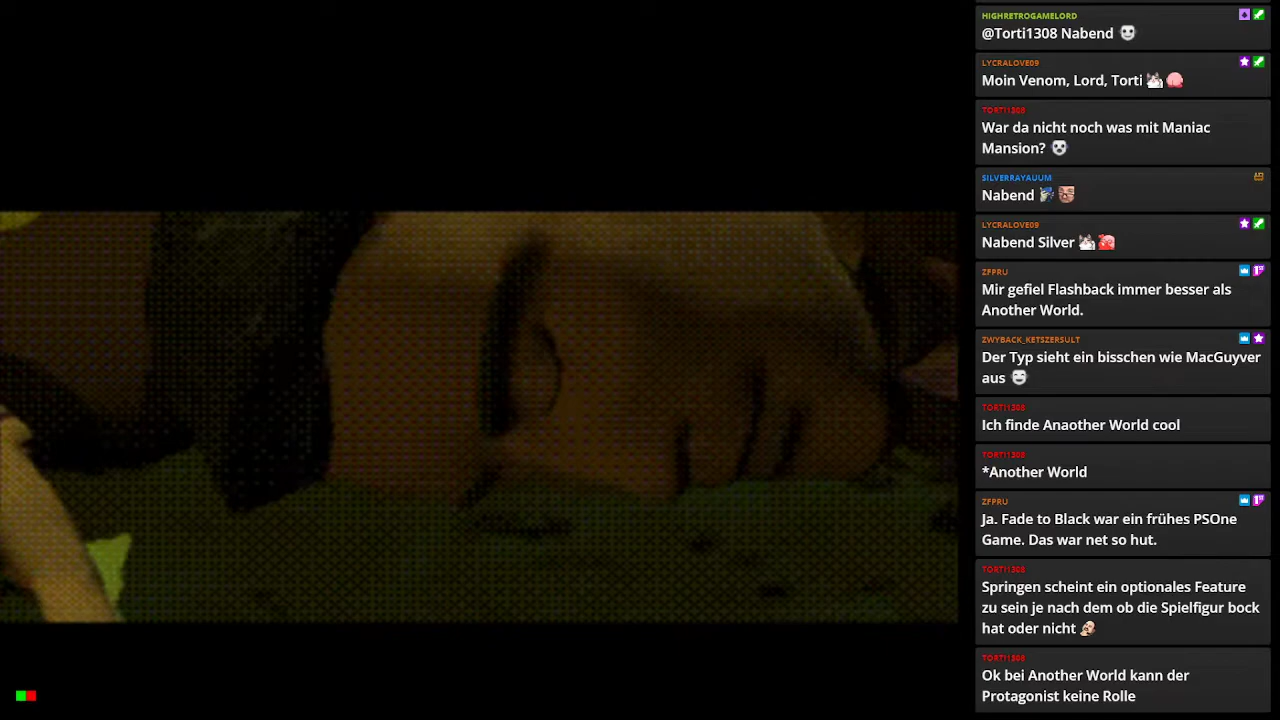 HIGHRETROGAMELORD
@Torti1308 Nabend
LYCRALOVE09
Moin Venom, Lord, Torti
TORTI1308
War da nicht noch was mit Maniac
Mansion?
SILVERRAYAUUM
Nabend
LYCRALOVE09
Nabend Silver
ZFPRU
Mir gefiel Flashback immer besser als
Another World.
ZWYBACK_KETSZERSULT
Der Typ sieht ein bisschen wie MacGuyver
aus
TORTI1308
Ich finde Anaother World cool
TORTI1308
*Another World
ZFPRU
Ja. Fade to Black war ein frühes PSOne
Game. Das war net so hut.
TORTI1308
Springen scheint ein optionales Feature
zu sein je nach dem ob die Spielfigur bock
hat oder nicht
TORTI1308
Ok bei Another World kann der
Protagonist keine Rolle